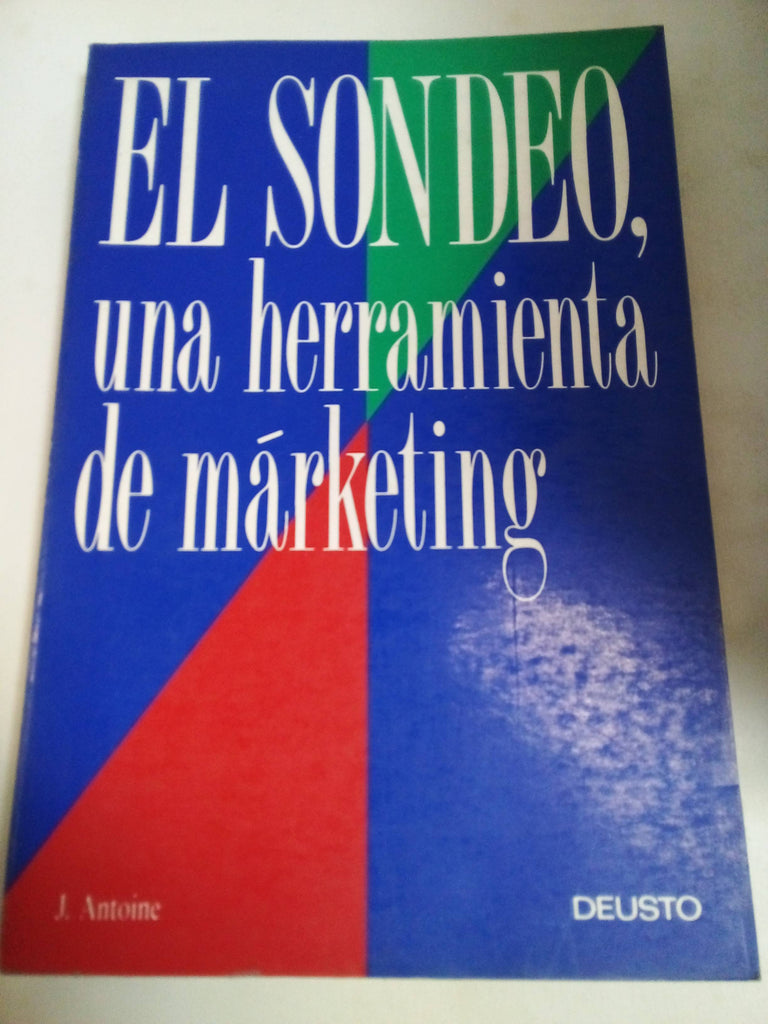 EL SONDEO,
una herramienta
de márketing
J. Antoine
DEUSTO